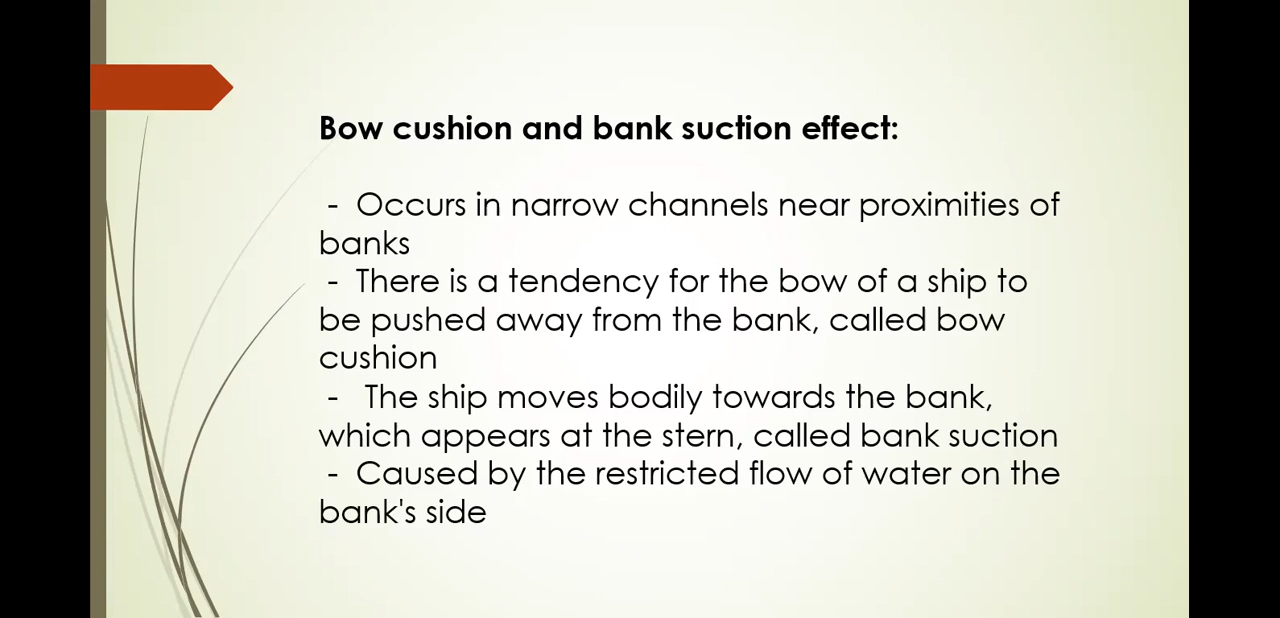 Bow cushion and bank suction effect:
- Occurs in narrow channels near proximities of
banks
- There is a tendency for the bow of a ship to
be pushed away from the bank, called bow
cushion
- The ship moves bodily towards the bank,
which appears at the stern, called bank suction
- Caused by the restricted flow of water on the
bank's side